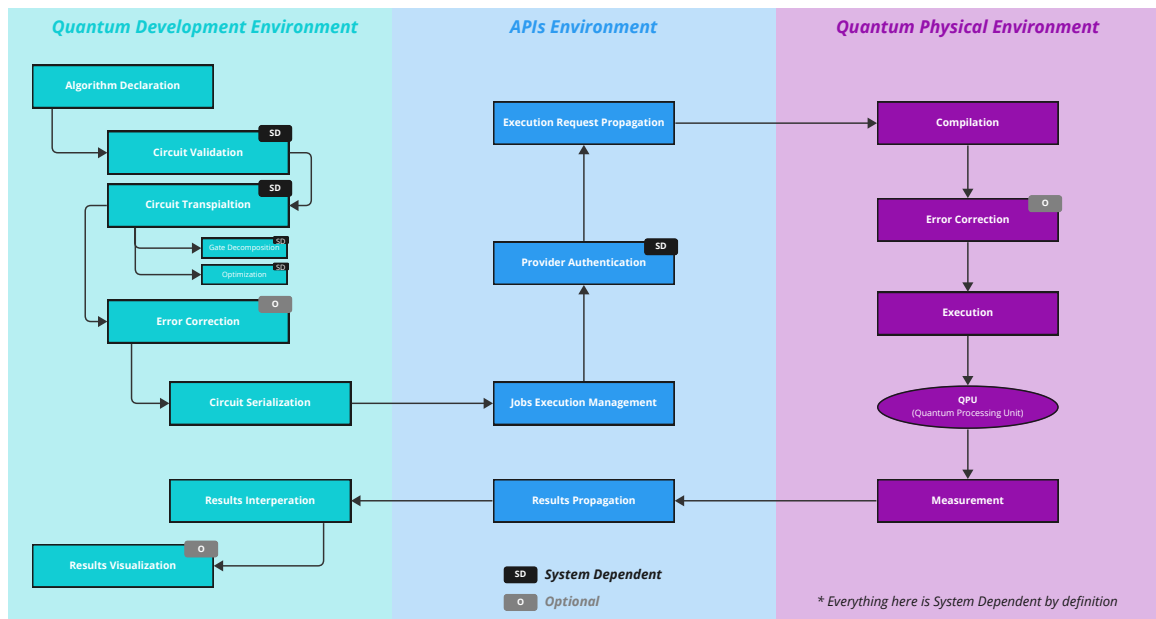 Quantum Development Environment
Algorithm Declaration
SD
Circuit Validation
SD
Circuit Transpialtion
SD
Gate Decomposition
SD
Optimization
O
Error Correction
Circuit Serialization
Results Interperation
O
Results Visualization
APIs Environment
Execution Request Propagation
SD
Provider Authentication
Jobs Execution Management
Results Propagation
SD System Dependent
O Optional
Quantum Physical Environment
Compilation
O
Error Correction
Execution
QPU
(Quantum Processing Unit)
Measurement
* Everything here is System Dependent by definition